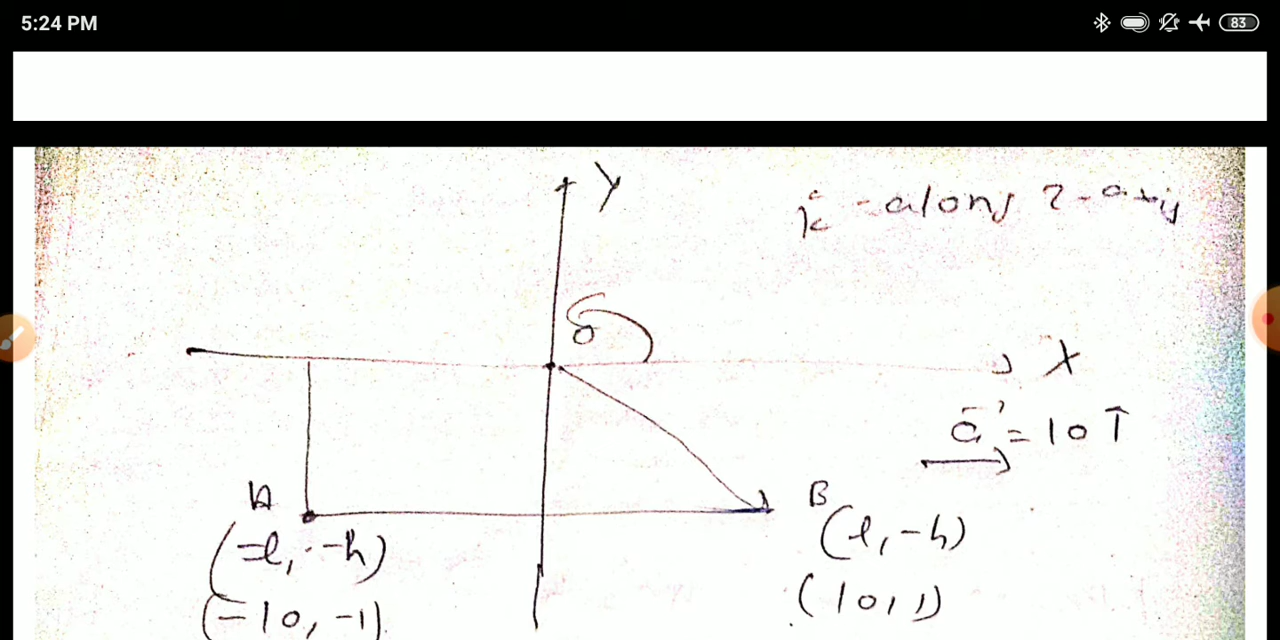 5:24 PM
83
Y
k - along z-axis
X
a = 10 i
A
B
(-l, -h)
(l, -h)
(-10, -1)
(10, 1)